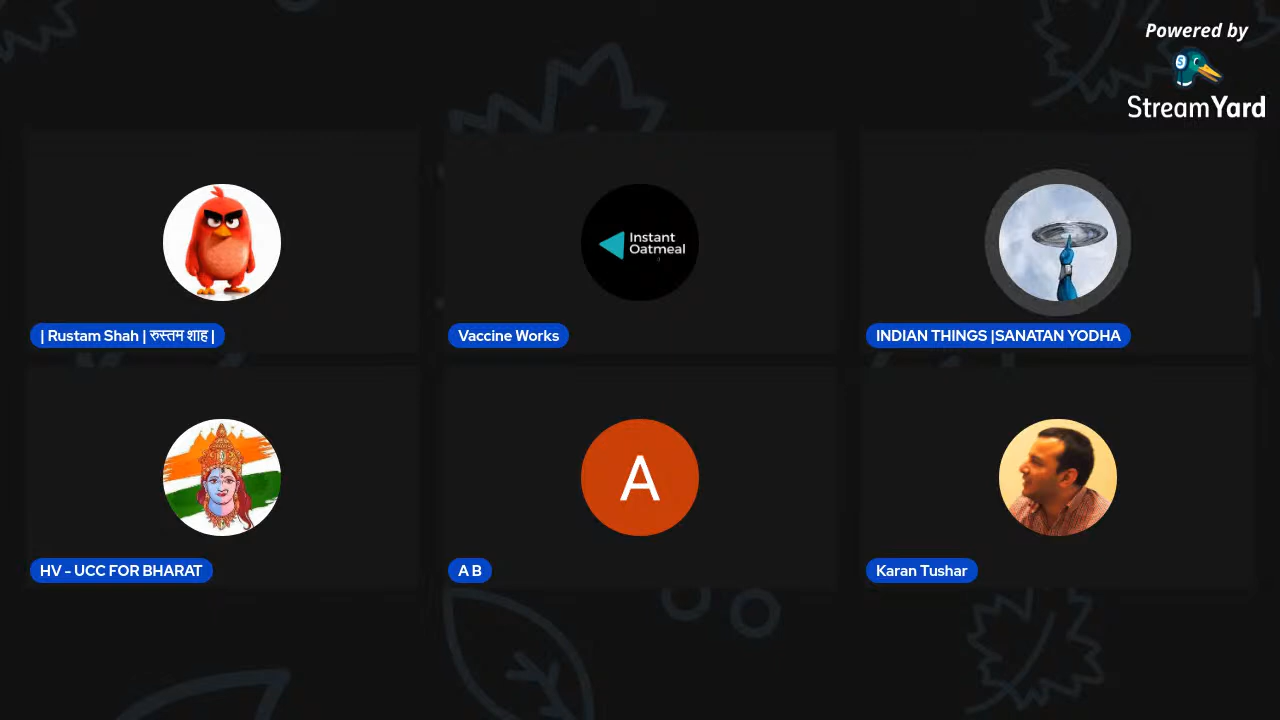 Powered by
StreamYard
Instant
Oatmeal
| Rustam Shah | रुस्तम शाह |
Vaccine Works
INDIAN THINGS |SANATAN YODHA
A
HV - UCC FOR BHARAT
A B
Karan Tushar